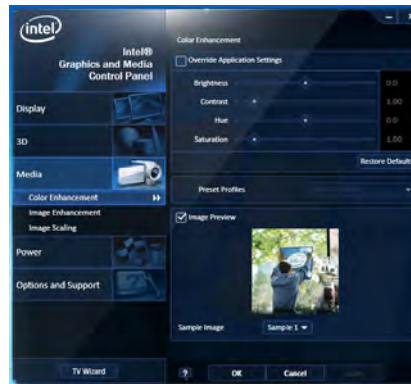 intel
Intel®
Graphics and Media
Control Panel
Display
3D
Media
Color Enhancement
Image Enhancement
Image Scaling
Power
Options and Support
TV Wizard
Color Enhancement
Override Application Settings
Brightness
0.0
Contrast
1.00
Hue
0.0
Saturation
1.00
Restore Defaults
Preset Profiles
Image Preview
intel
Sample Image
Sample 1
?
OK
Cancel